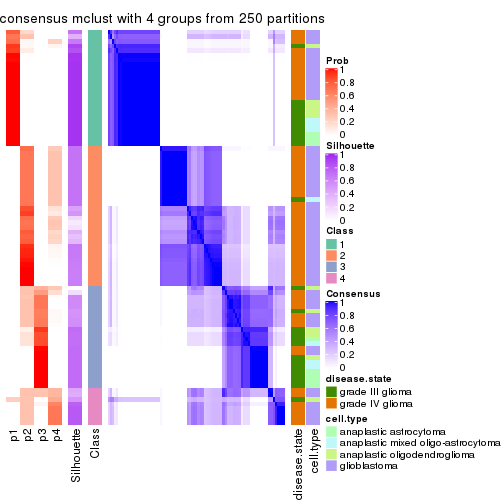 consensus mclust with 4 groups from 250 partitions
Prob
1
0.8
0.6
0.4
0.2
0
Silhouette
1
0.8
0.6
0.4
0.2
0
Class
1
2
3
4
Consensus
1
0.8
0.6
0.4
0.2
0
disease.state
grade III glioma
grade IV glioma
cell.type
anaplastic astrocytoma
anaplastic mixed oligo-astrocytoma
anaplastic oligodendroglioma
glioblastoma
p1
p2
p3
p4
Silhouette
Class
disease.state
cell.type